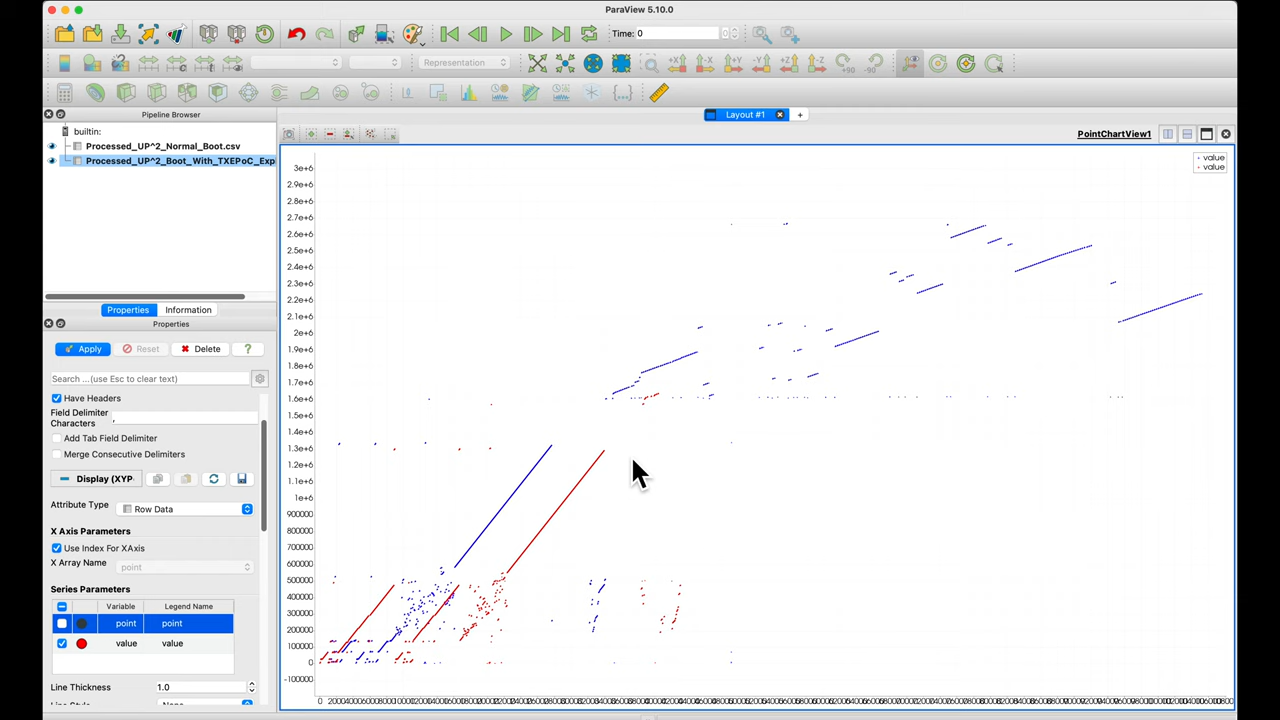 ParaView 5.10.0
Time: 0
0
Representation
+X
-X
+Y
-Y
+Z
-Z
+90
-90
Pipeline Browser
builtin:
Processed_UP^2_Normal_Boot.csv
Processed_UP^2_Boot_With_TXEPoC_Exp
Properties
Information
Properties
Apply
Reset
Delete
?
Search ...(use Esc to clear text)
Have Headers
Field Delimiter
Characters
,
Add Tab Field Delimiter
Merge Consecutive Delimiters
Display (XYP
Attribute Type
Row Data
X Axis Parameters
Use Index For XAxis
X Array Name
point
Series Parameters
Variable
Legend Name
point
point
value
value
Line Thickness
1.0
Layout #1
+
PointChartView1
value
value
3e+6
2.9e+6
2.8e+6
2.7e+6
2.6e+6
2.5e+6
2.4e+6
2.3e+6
2.2e+6
2.1e+6
2e+6
1.9e+6
1.8e+6
1.7e+6
1.6e+6
1.5e+6
1.4e+6
1.3e+6
1.2e+6
1.1e+6
1e+6
900000
800000
700000
600000
500000
400000
300000
200000
100000
0
-100000
0